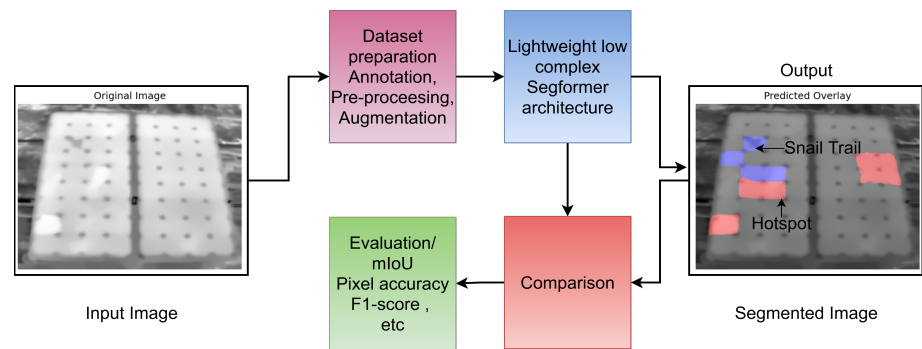 Original Image
Input Image
Dataset
preparation
Annotation,
Pre-proceesing,
Augmentation
Lightweight low
complex
Segformer
architecture
Output
Predicted Overlay
Snail Trail
Hotspot
Segmented Image
Comparison
Evaluation/
mIoU
Pixel accuracy
F1-score ,
etc